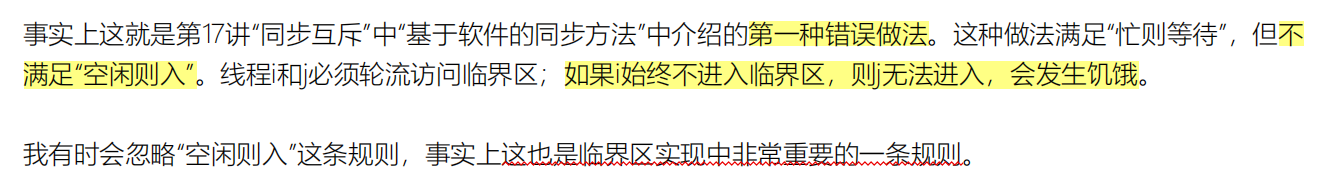 事实上这就是第17讲“同步互斥”中“基于软件的同步方法”中介绍的第一种错误做法。这种做法满足“忙则等待”，但不
满足“空闲则入”。线程i和j必须轮流访问临界区；如果i始终不进入临界区，则j无法进入，会发生饥饿。
我有时会忽略“空闲则入”这条规则，事实上这也是临界区实现中非常重要的一条规则。